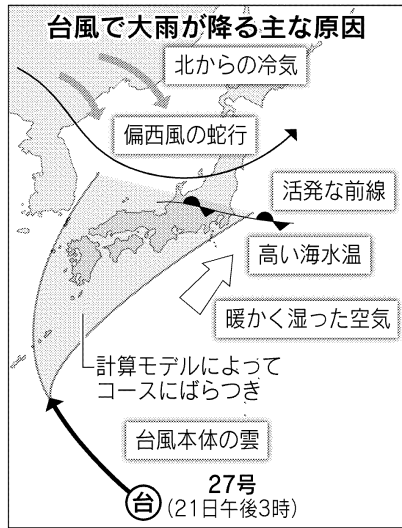 台風で大雨が降る主な原因
北からの冷気
偏西風の蛇行
活発な前線
高い海水温
暖かく湿った空気
計算モデルによって
コースにばらつき
台風本体の雲
台
27号
(21日午後3時)